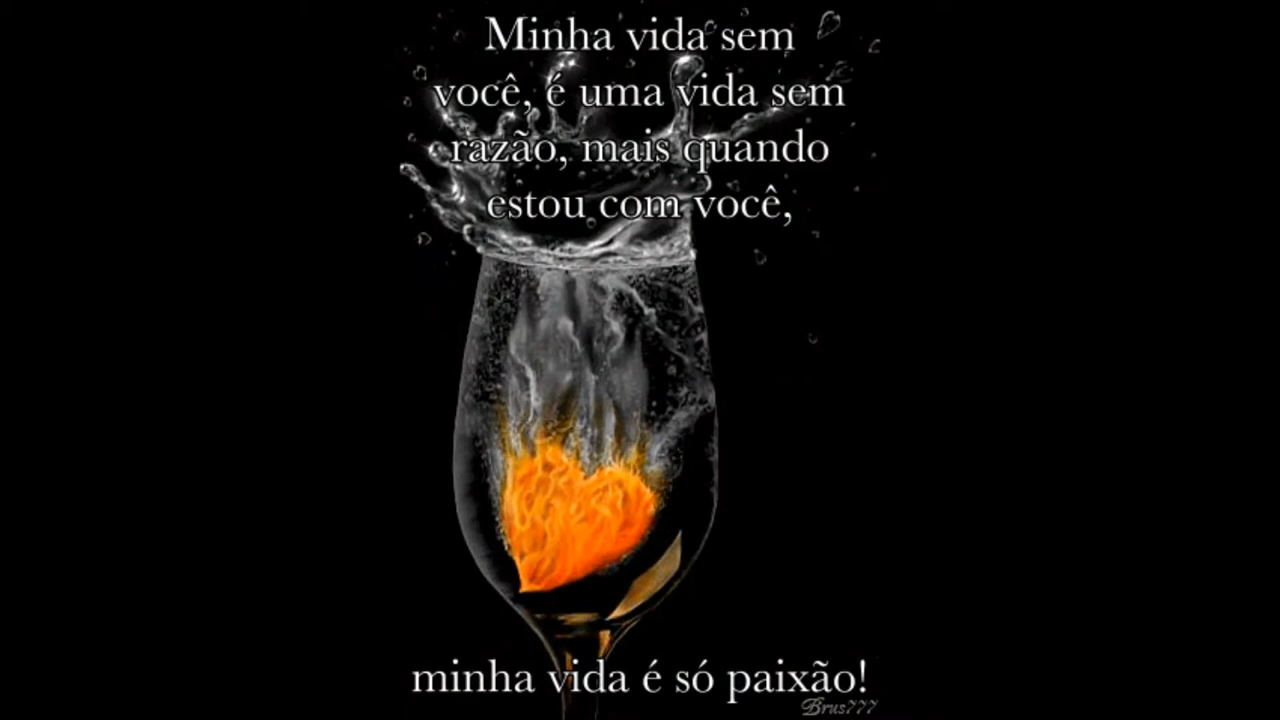 Minha vida sem
você, é uma vida sem
razão, mais quando
estou com você,
minha vida é só paixão!
Brus777